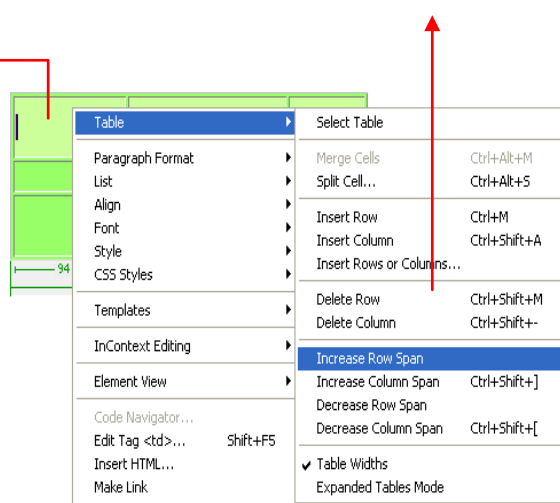 Table
Paragraph Format
List
Align
Font
Style
CSS Styles
Templates
InContext Editing
Element View
Code Navigator...
Edit Tag <td>... Shift+F5
Insert HTML...
Make Link
Select Table
Merge Cells Ctrl+Alt+M
Split Cell... Ctrl+Alt+S
Insert Row Ctrl+M
Insert Column Ctrl+Shift+A
Insert Rows or Columns...
Delete Row Ctrl+Shift+M
Delete Column Ctrl+Shift+-
Increase Row Span
Increase Column Span Ctrl+Shift+]
Decrease Row Span
Decrease Column Span Ctrl+Shift+[
Table Widths
Expanded Tables Mode
94